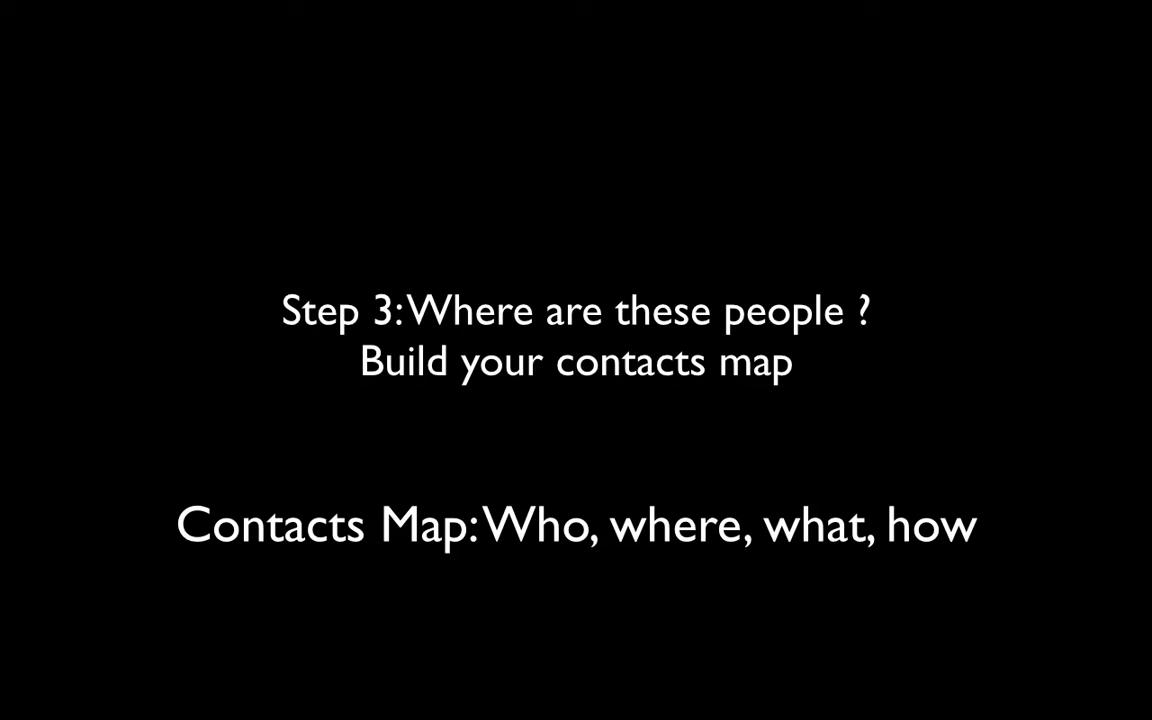 Step 3: Where are these people ?
Build your contacts map
Contacts Map: Who, where, what, how